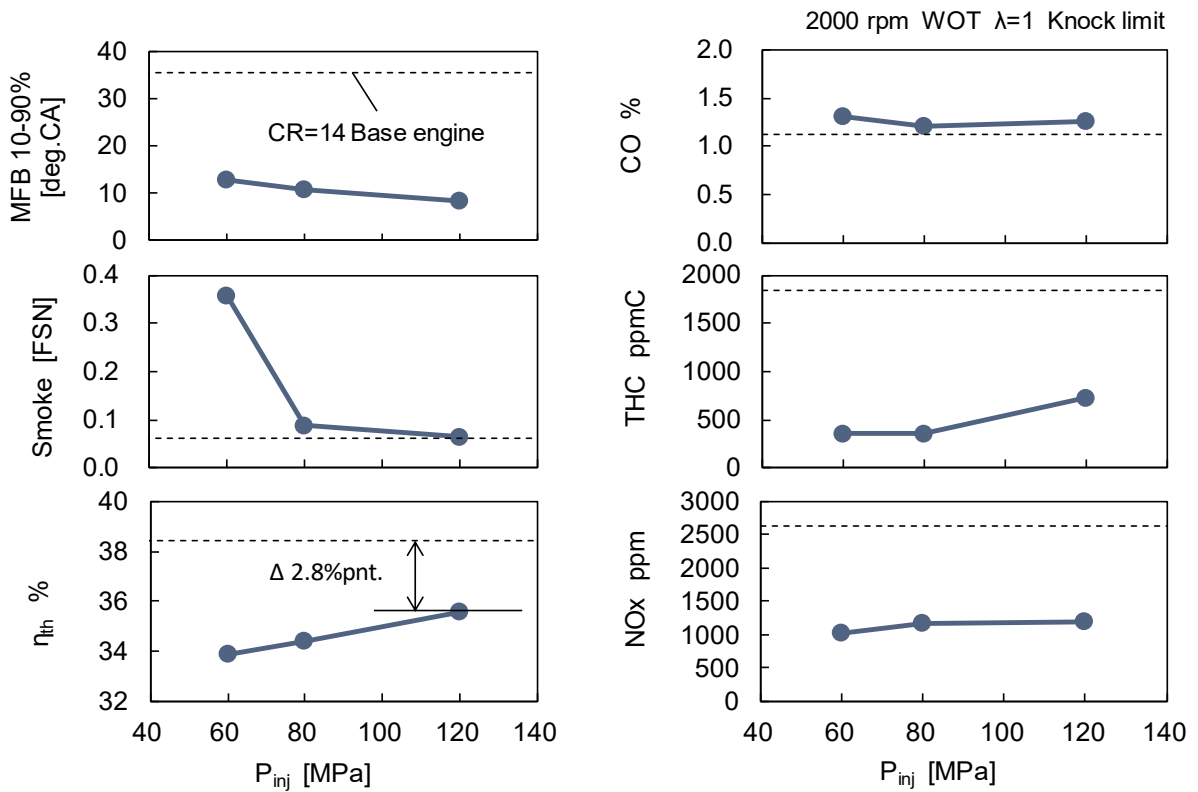 2000 rpm WOT λ=1 Knock limit
MFB 10-90%
[deg.CA]
40
30
20
10
0
CR=14 Base engine
Smoke [FSN]
0.4
0.3
0.2
0.1
0.0
ηth %
40
38
36
34
32
Δ 2.8%pnt.
40 60 80 100 120 140
Pinj [MPa]
CO %
2.0
1.5
1.0
0.5
0.0
THC ppmC
2000
1500
1000
500
0
NOx ppm
3000
2500
2000
1500
1000
500
0
40 60 80 100 120 140
Pinj [MPa]